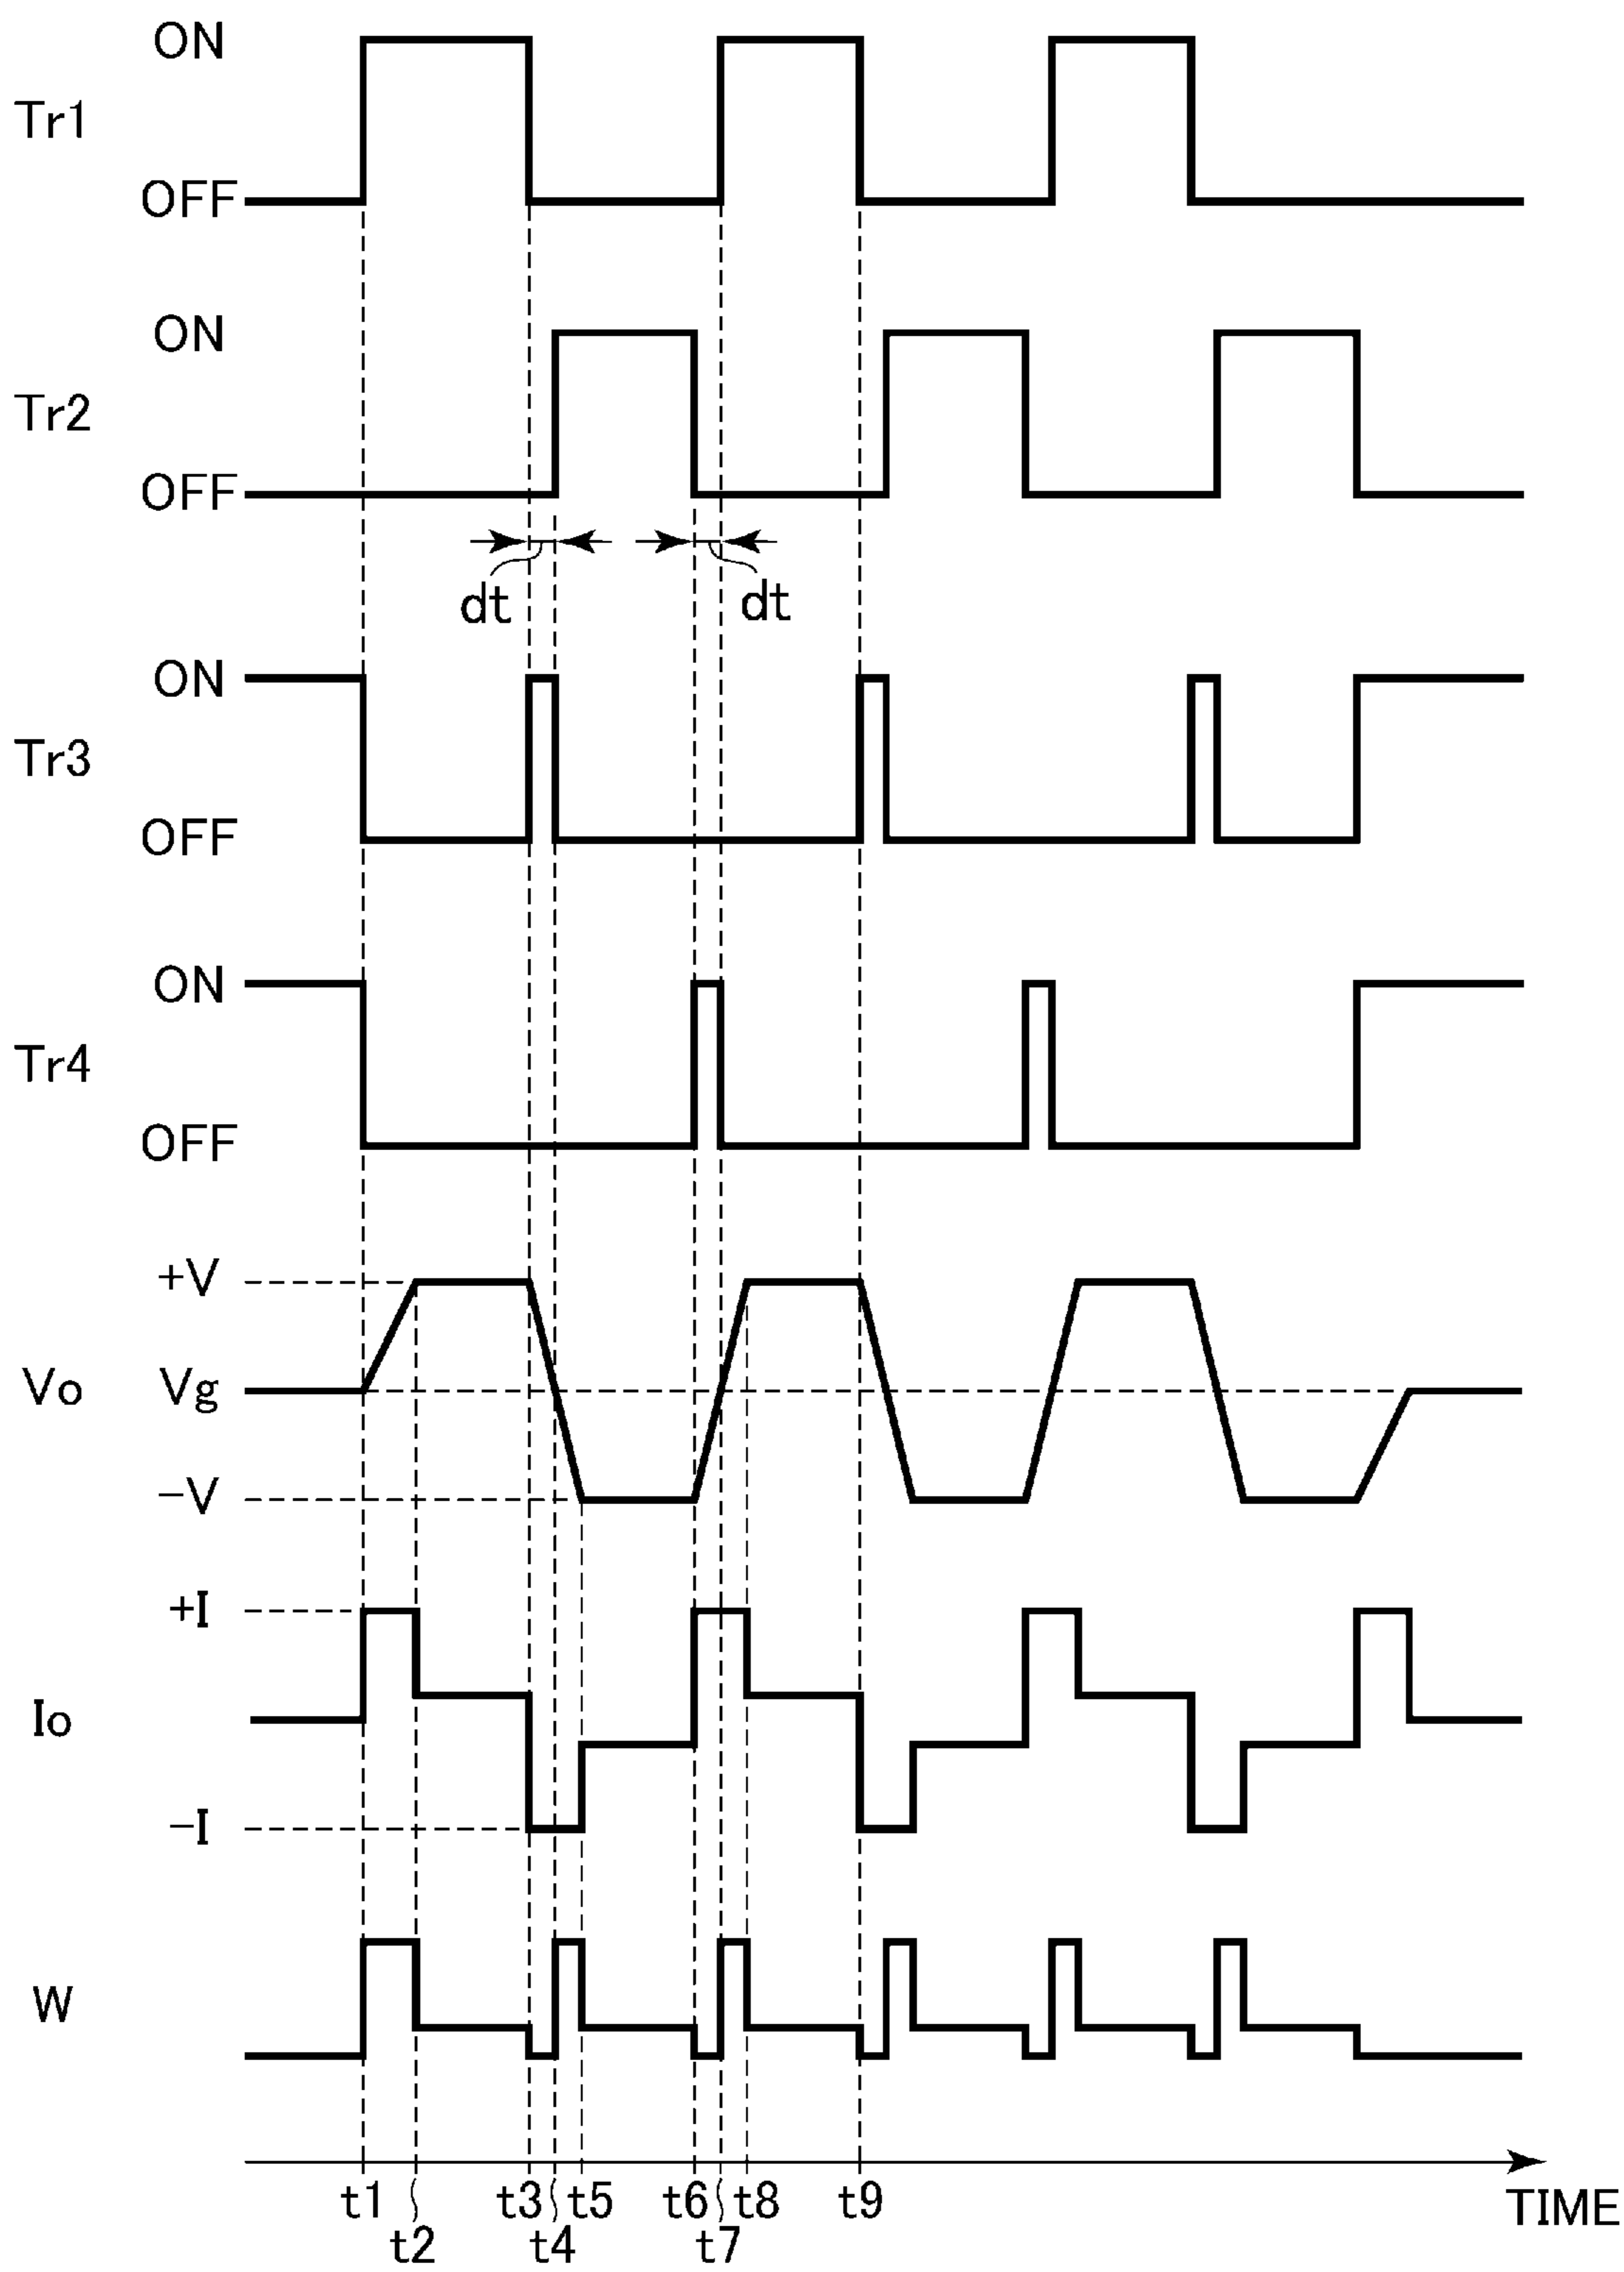 ON
Tr1
OFF
ON
Tr2
OFF
dt dt
ON
Tr3
OFF
ON
Tr4
OFF
+V
Vo Vg
−V
+I
Io
−I
W
t1 t3 t5 t6 t8 t9
t2 t4 t7
TIME